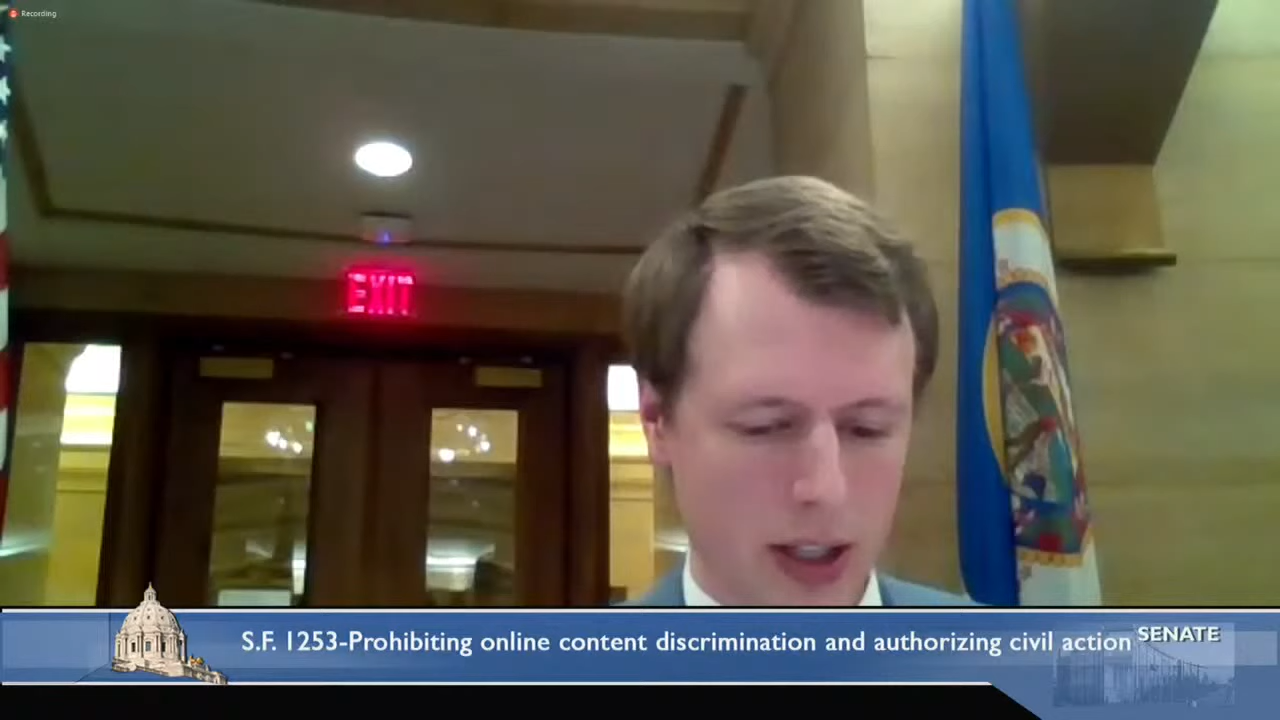 Recording
EXIT
S.F. 1253-Prohibiting online content discrimination and authorizing civil action
SENATE